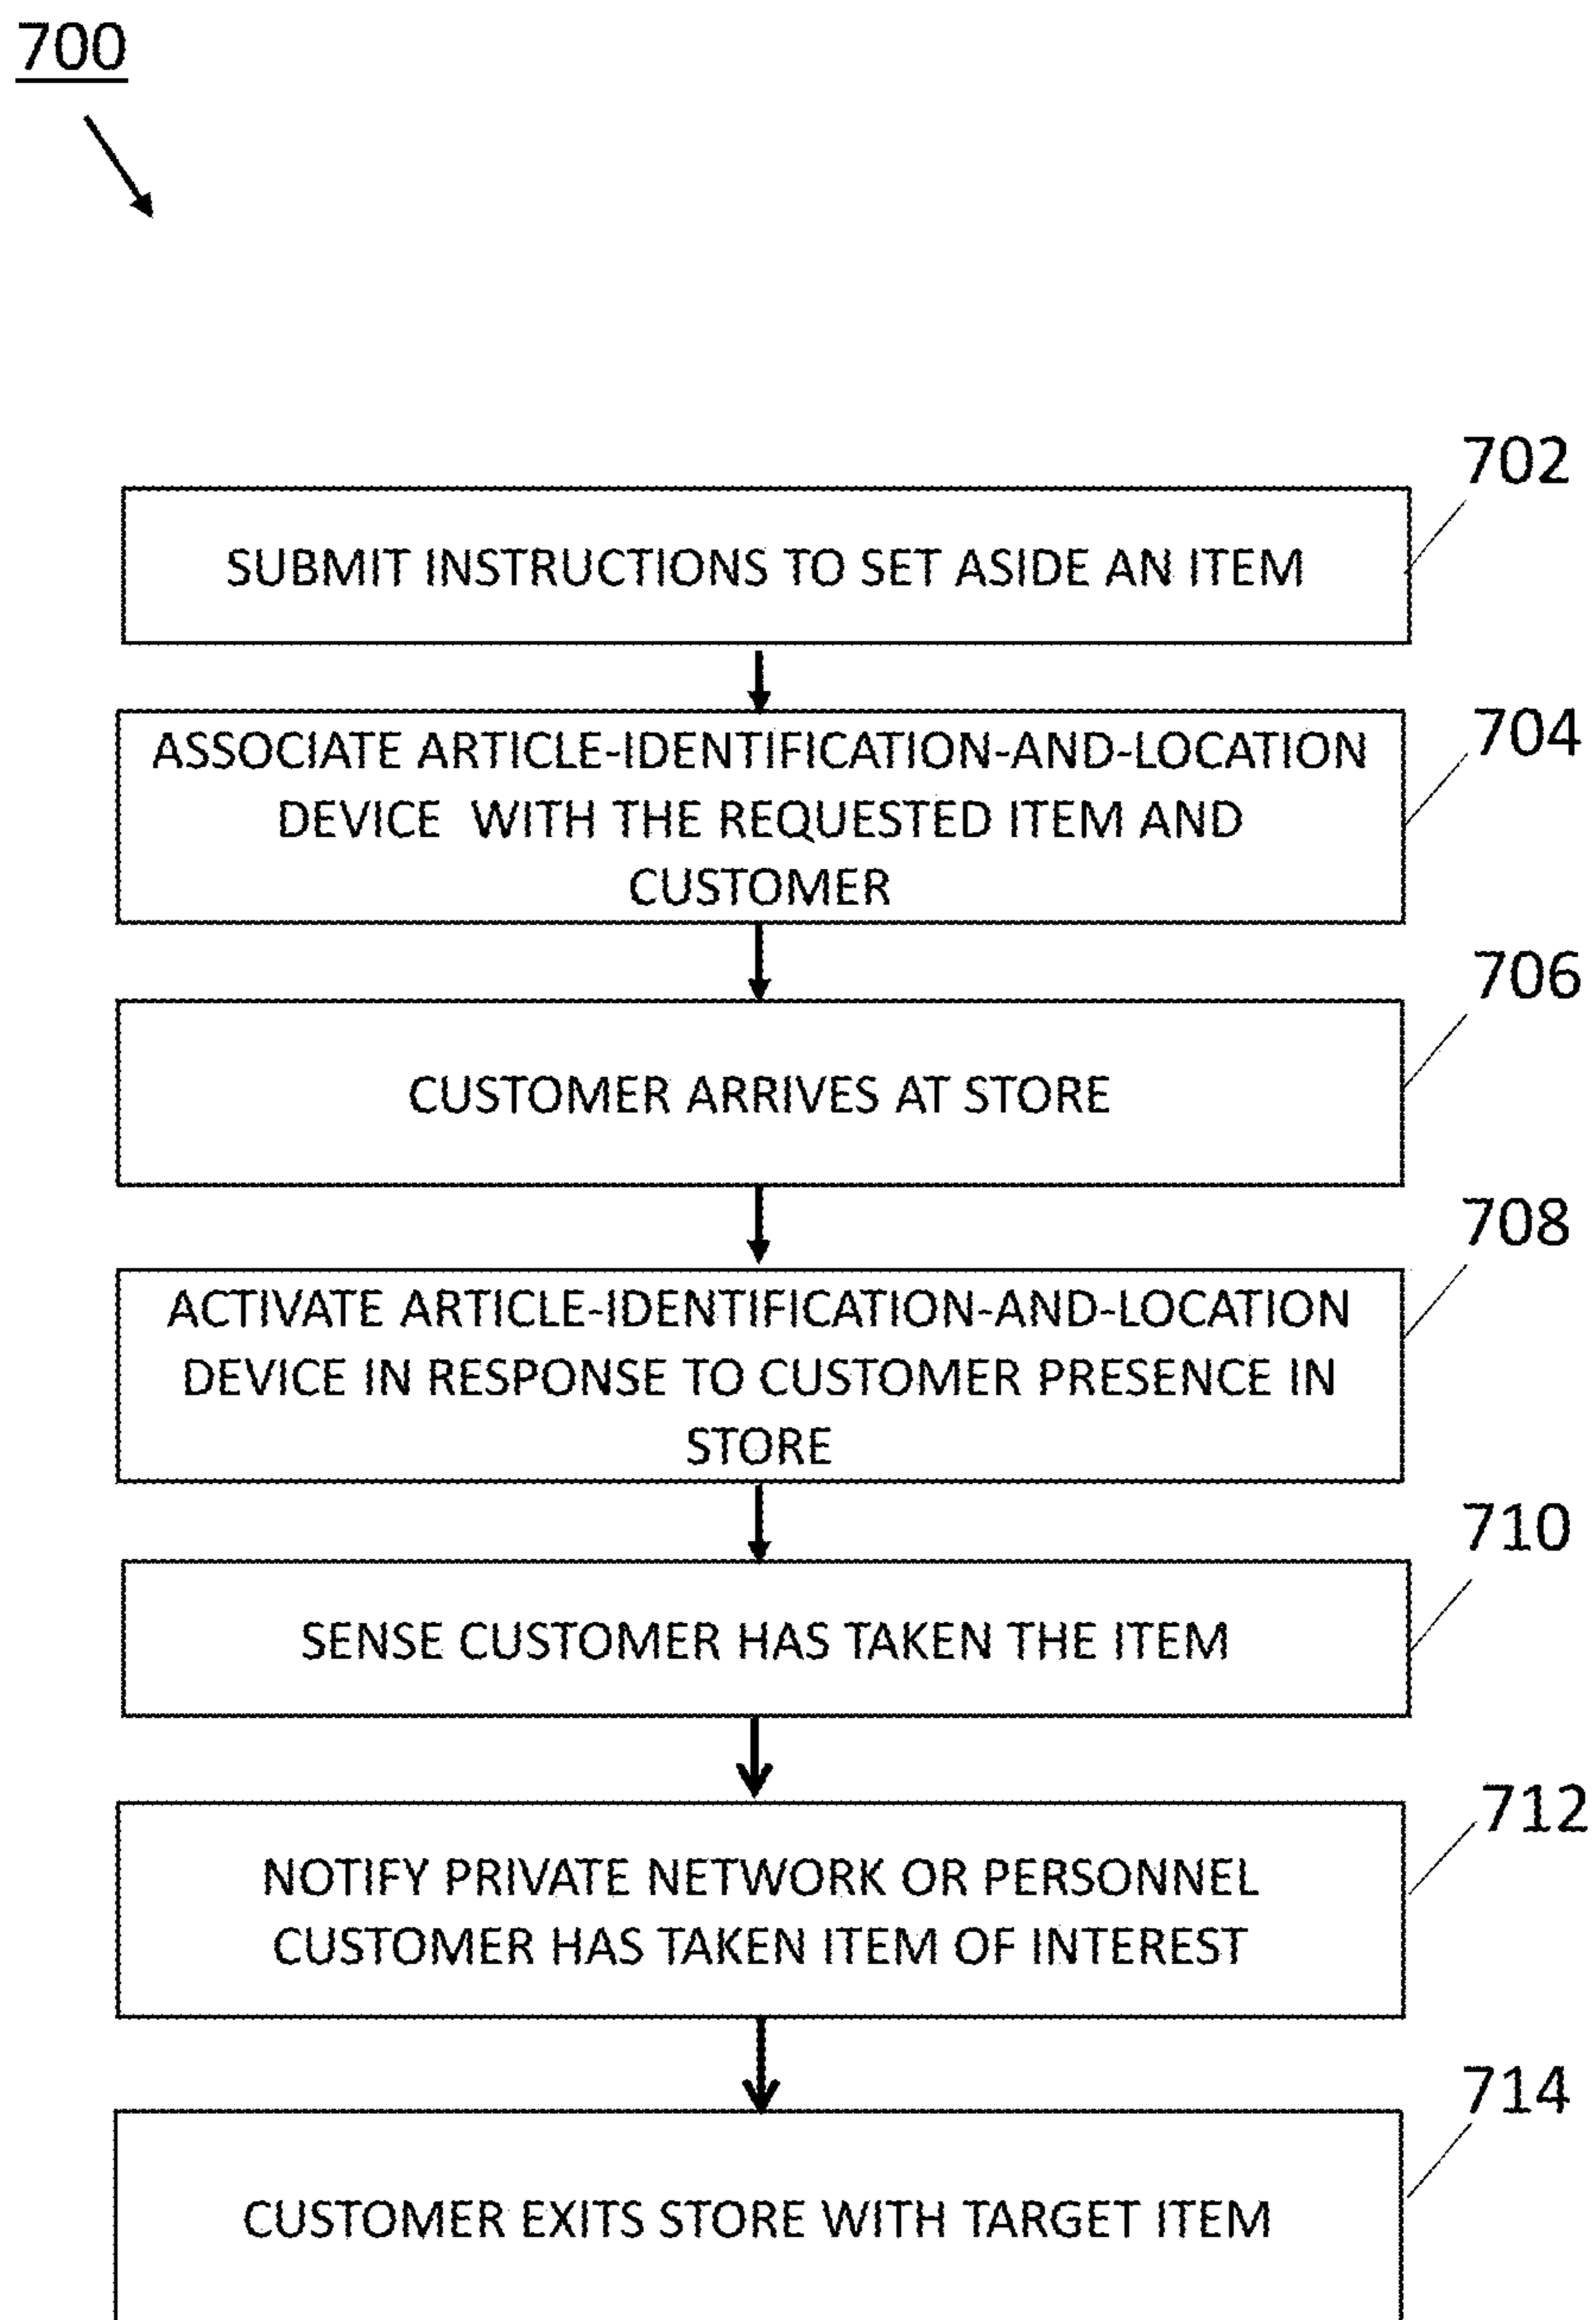 700
702
SUBMIT INSTRUCTIONS TO SET ASIDE AN ITEM
704
ASSOCIATE ARTICLE-IDENTIFICATION-AND-LOCATION
DEVICE WITH THE REQUESTED ITEM AND
CUSTOMER
706
CUSTOMER ARRIVES AT STORE
708
ACTIVATE ARTICLE-IDENTIFICATION-AND-LOCATION
DEVICE IN RESPONSE TO CUSTOMER PRESENCE IN
STORE
710
SENSE CUSTOMER HAS TAKEN THE ITEM
712
NOTIFY PRIVATE NETWORK OR PERSONNEL
CUSTOMER HAS TAKEN ITEM OF INTEREST
714
CUSTOMER EXITS STORE WITH TARGET ITEM